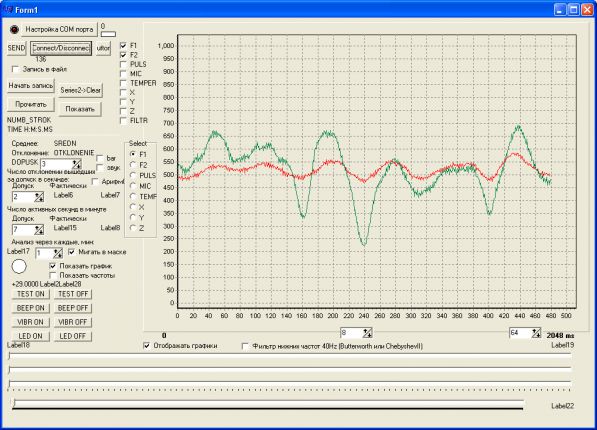 Form1
Настройка COM порта
0
SEND Connect/Disconnec uttor
136
Запись в файл
F1
F2
PULS
MIC
TEMPER
X
Y
Z
FILTR
Начать запись
Series2->Clear
Прочитать
Показать
NUMB_STROK
TIME H:M:S.MS
Среднее: SREDN
Отклонение: OTKLONENIE
DOPUSK 3
bar
звук
Число отклонений вышедших
за допуск в секунде:
Арифм
Допуск Фактически
2 Label6 Label7
Число активных секунд в минуте
Допуск Фактически
7 Label15 Label8
Анализ через каждые, мин:
Label17 1 Мигать в маске
Показать график
Показать частоты
+29.0000 Label2Label28
TEST ON TEST OFF
BEEP ON BEEP OFF
VIBR ON VIBR OFF
LED ON LED OFF
Select
F1
F2
PULS
MIC
TEMF
X
Y
Z
1,050
1,000
950
900
850
800
750
700
650
600
550
500
450
400
350
300
250
200
150
100
50
0
0 20 40 60 80 100 120 140 160 180 200 220 240 260 280 300 320 340 360 380 400 420 440 460 480 500
0 8 64 2048 ms
Label18
Отображать графики
Фильтр нижних частот 40Hz (Butterworth или ChebyshevII)
Label19
Label22